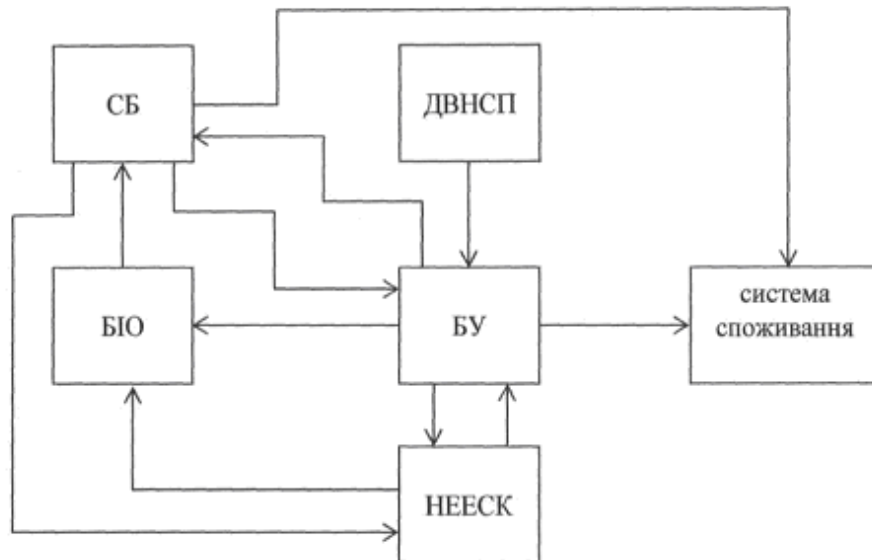 СБ
ДВНСП
БІО
БУ
система
споживання
НЕЕСК